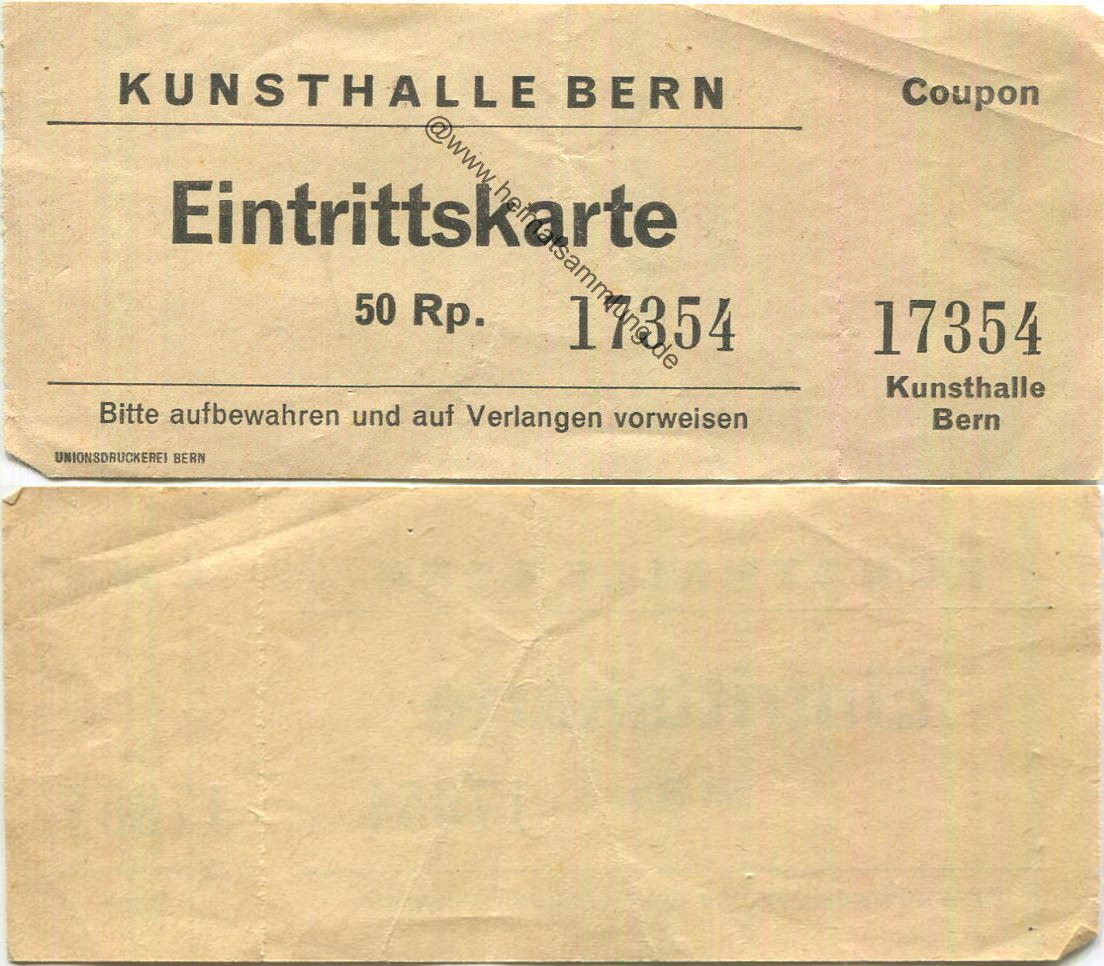 KUNSTHALLE BERN
Eintrittskarte
50 Rp. 17354
Bitte aufbewahren und auf Verlangen vorweisen
UNIONSDRUCKEREI BERN
Coupon
17354
Kunsthalle
Bern
@www.heimatsammlung.de